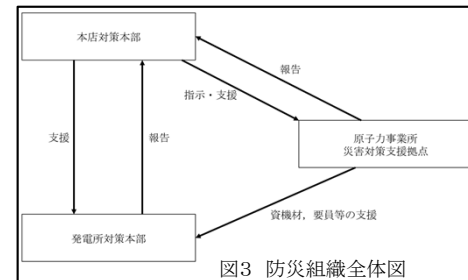 本店対策本部
報告
指示・支援
支援
報告
原子力事業所
災害対策支援拠点
資機材，要員等の支援
発電所対策本部
図3 防災組織全体図